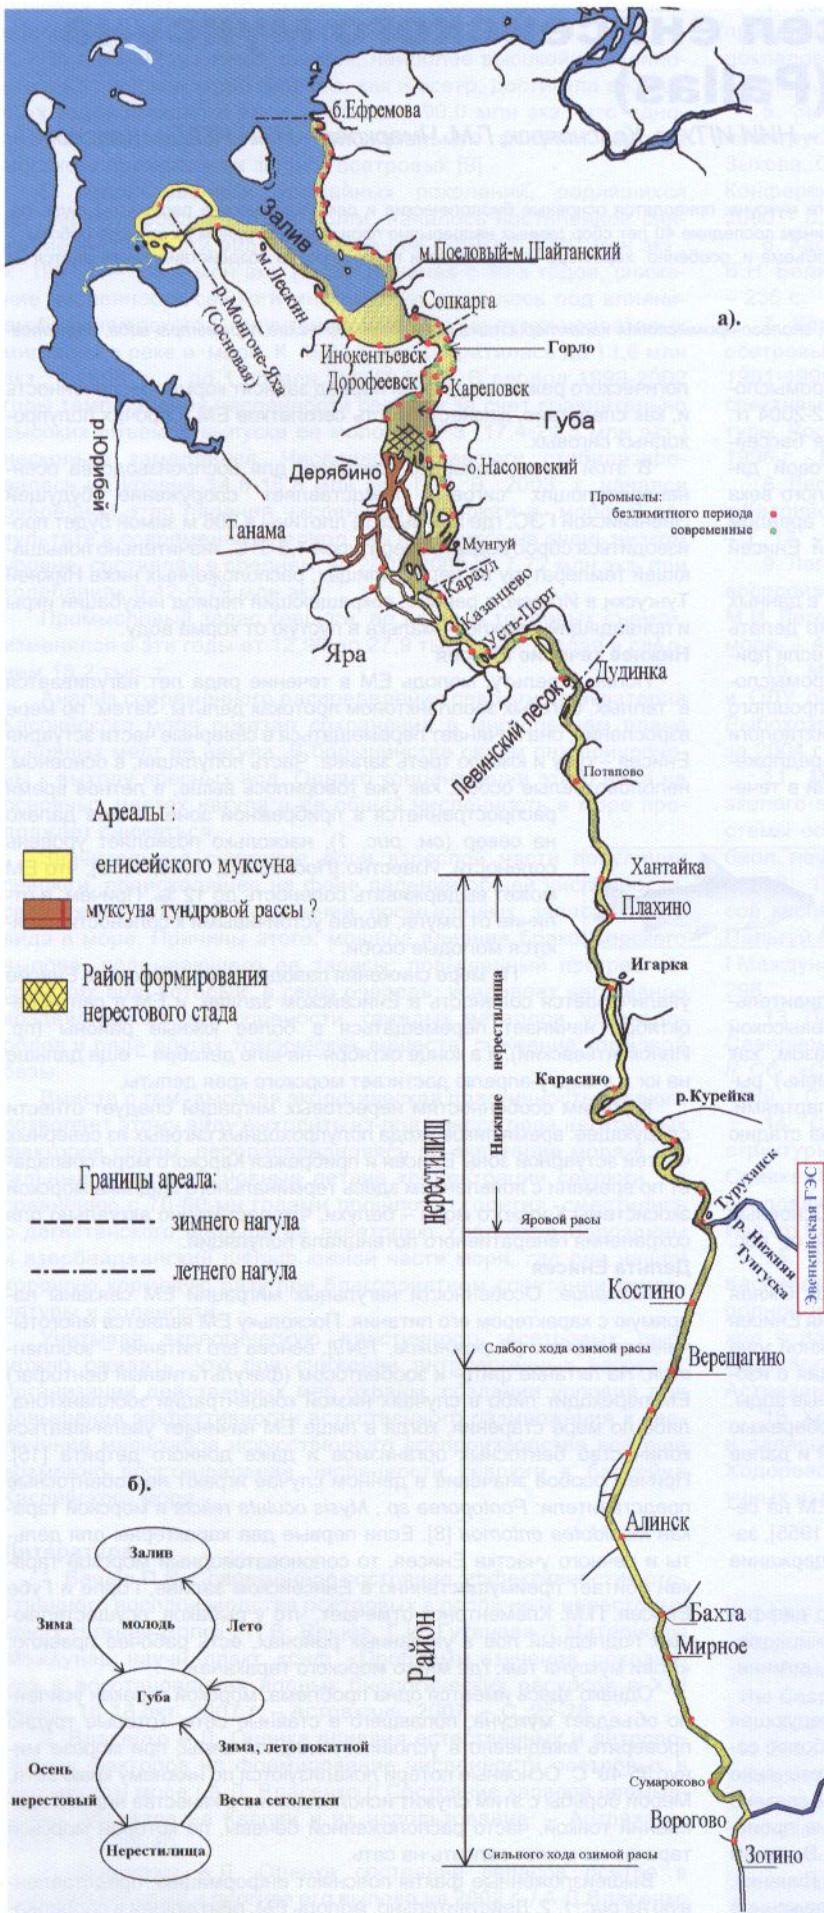 б.Ефремова
Залив
м.Поеловый-м.Шайтанский
м.Лескин
Сопкарга
а).
р.Монгоче-Яха
(Сосновая)
Горло
Инокентьевск
Дорофеевск
Кареповск
р.Юрибей
Губа
Дерябино
о.Насоновский
Промыслы:
безлимитного периода
современные
Танама
Мунгуй
Караул
Казанцево
Усть-Порт
Яра
Дудинка
Левинский песок
Потапово
Ареалы :
енисейского муксуна
муксуна тундровой рассы ?
Район формирования
нерестового стада
Хантайка
Плахино
Игарка
Нижние нерестилища
Карасино
р.Курейка
Границы ареала:
зимнего нагула
летнего нагула
Туруханск
р. Нижняя
Тунгуска
Эвенкийская ГЭС
Яровой расы
Костино
Слабого хода озимой расы
Верещагино
Район нерестилищ
б).
Залив
Зима
молодь
Лето
Губа
Зима, лето покатной
Осень
нерестовый
Весна сеголетки
Нерестилища
Алинск
Бахта
Мирное
Сумароково
Ворогово
Зотино
Сильного хода озимой расы